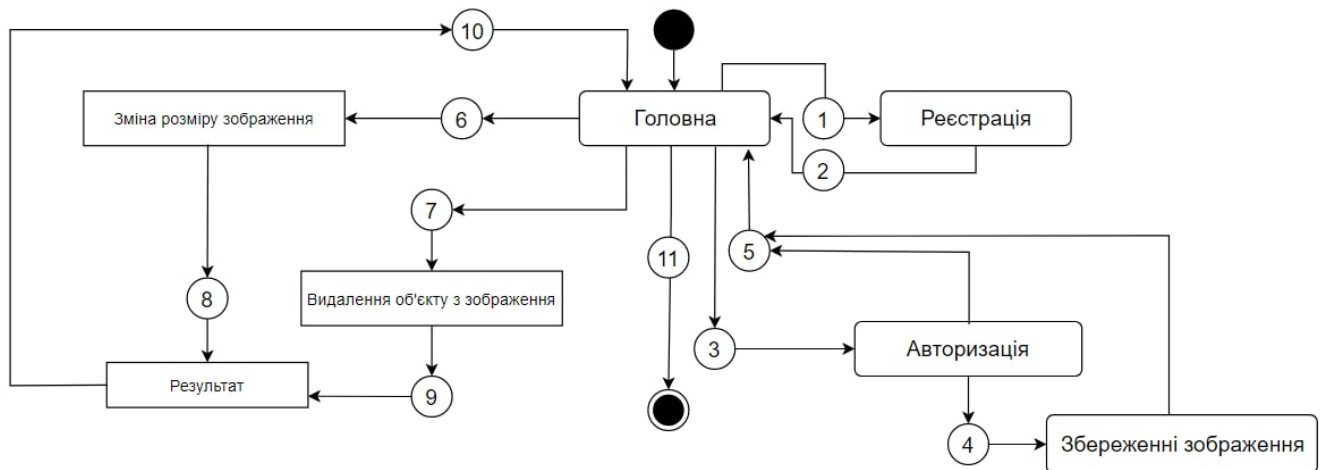 10
Зміна розміру зображення
6
Головна
1
Реєстрація
2
7
11
5
8
Видалення об'єкту з зображення
3
Авторизація
Результат
9
4
Збереженні зображення